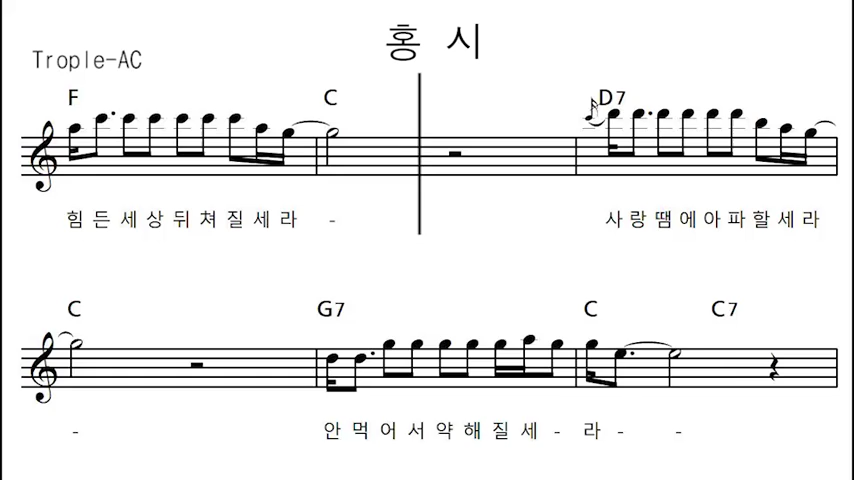 홍 시
Trople-AC
F C D7
힘 든 세 상 뒤 쳐 질 세 라 - 사 랑 땜 에 아 파 할 세 라
C G7 C C7
- 안 먹 어 서 약 해 질 세 - 라 - -